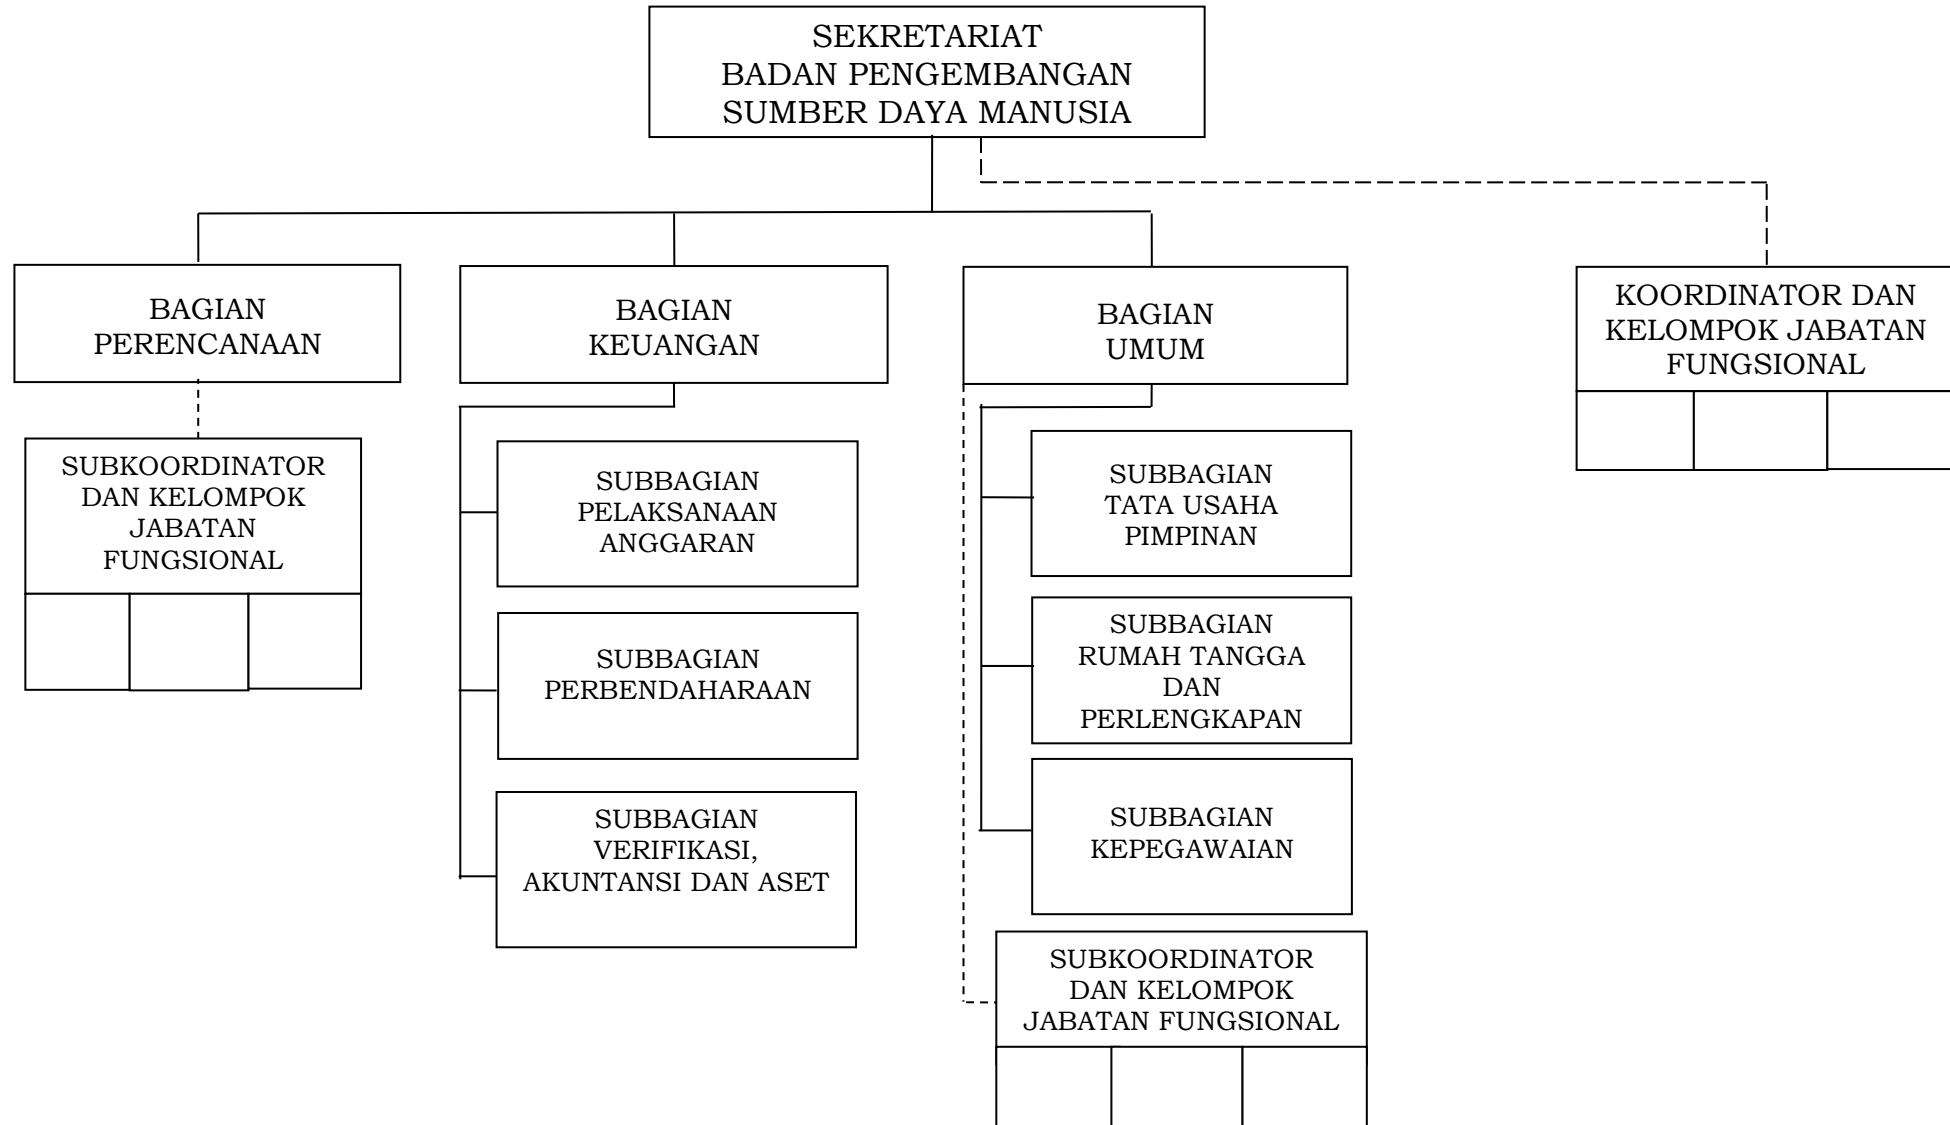 SEKRETARIAT
BADAN PENGEMBANGAN
SUMBER DAYA MANUSIA
BAGIAN
PERENCANAAN
BAGIAN
KEUANGAN
BAGIAN
UMUM
KOORDINATOR DAN
KELOMPOK JABATAN
FUNGSIONAL
SUBKOORDINATOR
DAN KELOMPOK
JABATAN
FUNGSIONAL
SUBBAGIAN
PELAKSANAAN
ANGGARAN
SUBBAGIAN
PERBENDAHARAAN
SUBBAGIAN
VERIFIKASI,
AKUNTANSI DAN ASET
SUBBAGIAN
TATA USAHA
PIMPINAN
SUBBAGIAN
RUMAH TANGGA
DAN
PERLENGKAPAN
SUBBAGIAN
KEPEGAWAIAN
SUBKOORDINATOR
DAN KELOMPOK
JABATAN FUNGSIONAL